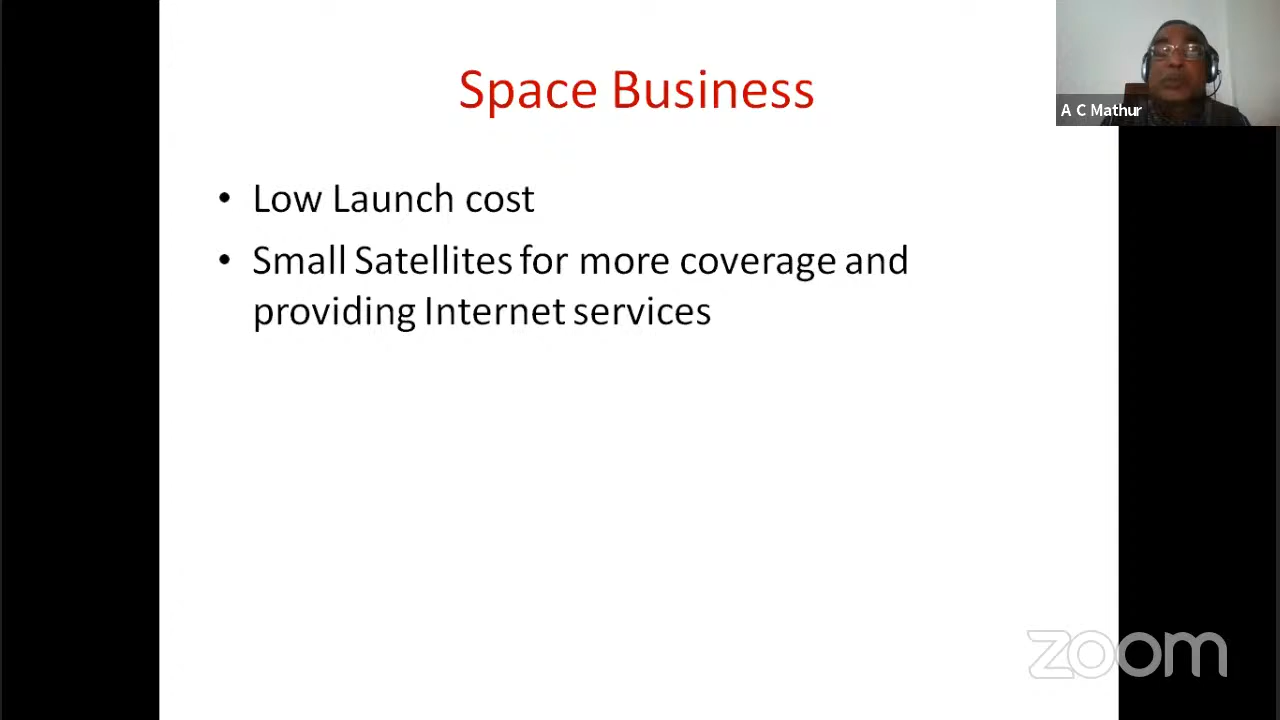 Space Business
A C Mathur
• Low Launch cost
• Small Satellites for more coverage and
providing Internet services
zoom